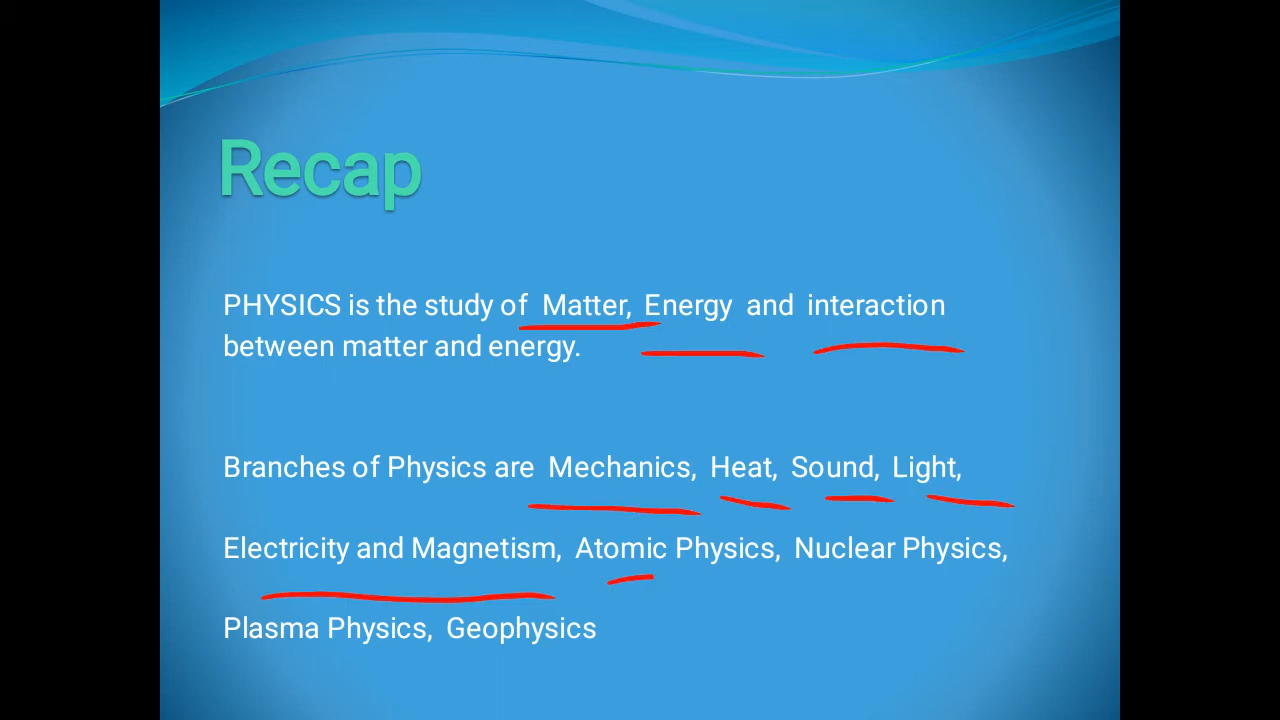 Recap
PHYSICS is the study of Matter, Energy and interaction
between matter and energy.
Branches of Physics are Mechanics, Heat, Sound, Light,
Electricity and Magnetism, Atomic Physics, Nuclear Physics,
Plasma Physics, Geophysics